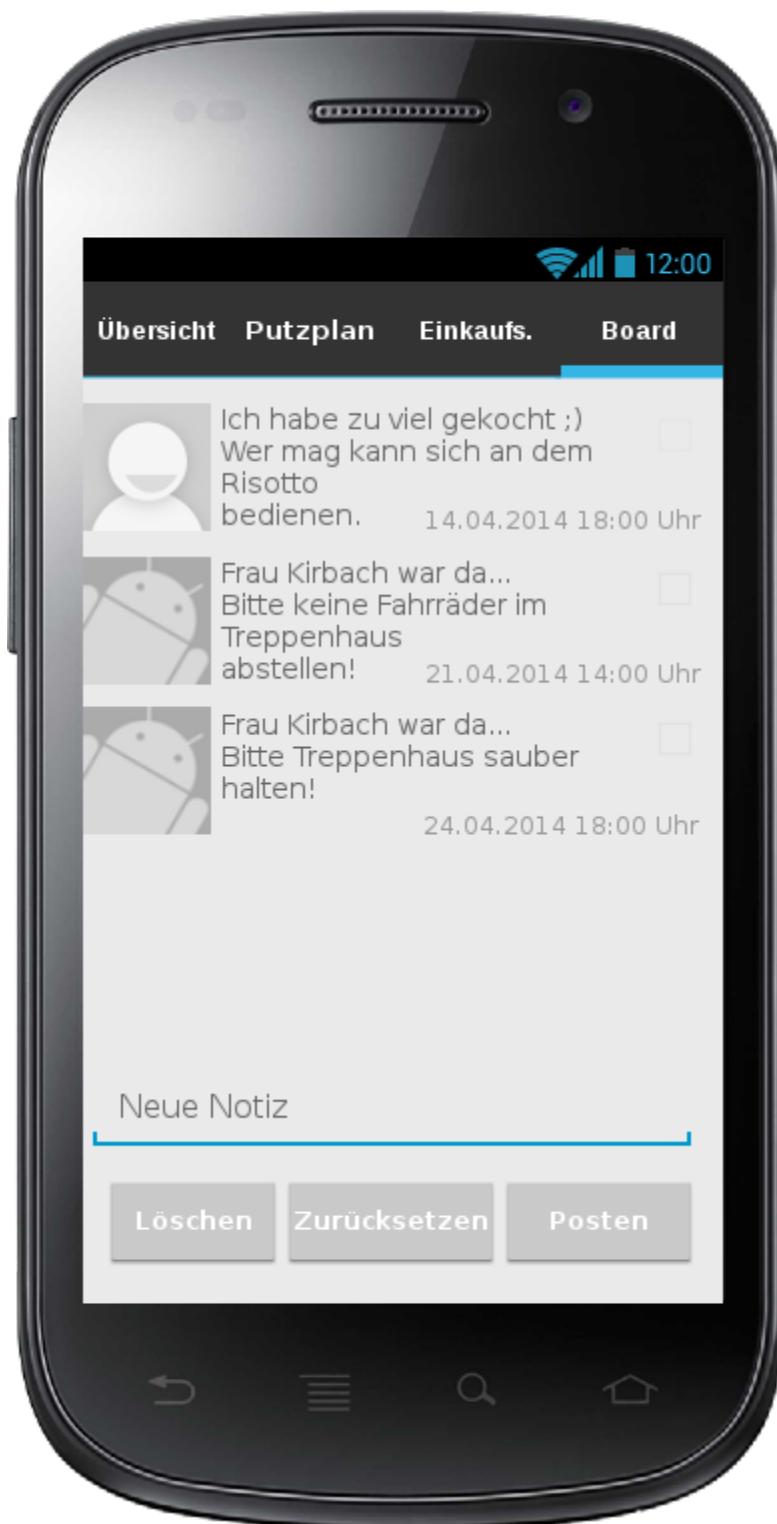 12:00
Übersicht Putzplan Einkaufs. Board
Ich habe zu viel gekocht ;)
Wer mag kann sich an dem
Risotto
bedienen. 14.04.2014 18:00 Uhr
Frau Kirbach war da...
Bitte keine Fahrräder im
Treppenhaus
abstellen! 21.04.2014 14:00 Uhr
Frau Kirbach war da...
Bitte Treppenhaus sauber
halten!
24.04.2014 18:00 Uhr
Neue Notiz
Löschen Zurücksetzen Posten